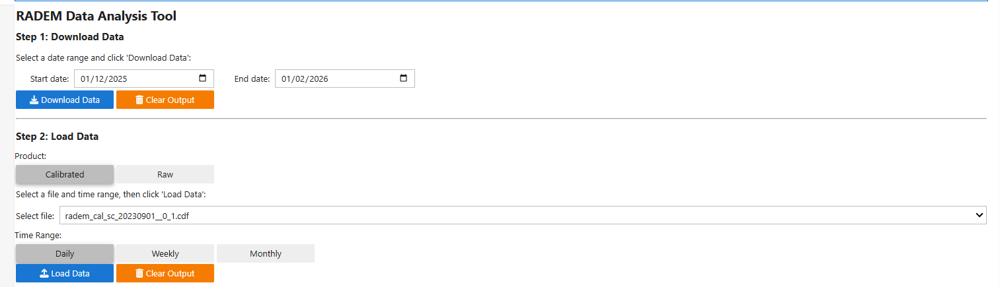 RADEM Data Analysis Tool
Step 1: Download Data
Select a date range and click 'Download Data':
Start date: 01/12/2025 End date: 01/02/2026
Download Data Clear Output
Step 2: Load Data
Product:
Calibrated Raw
Select a file and time range, then click 'Load Data':
Select file: radem_cal_sc_20230901__0_1.cdf
Time Range:
Daily Weekly Monthly
Load Data Clear Output